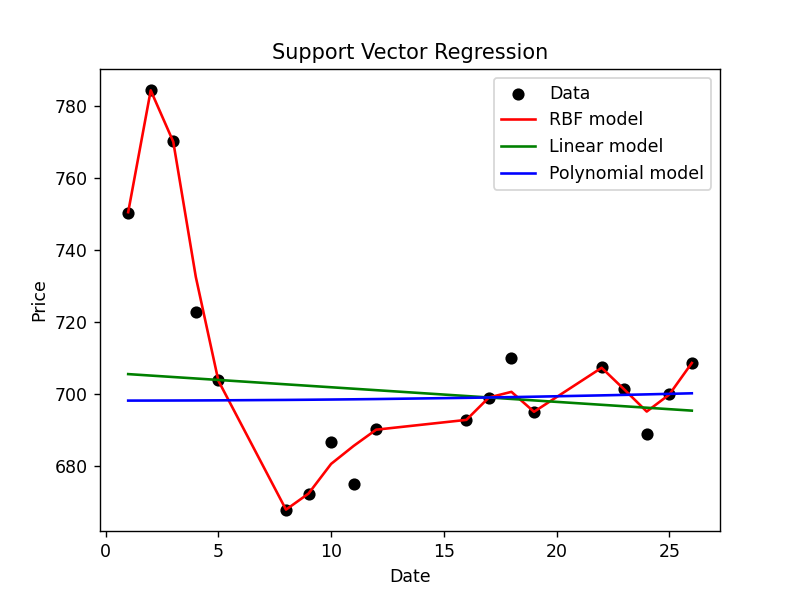 Support Vector Regression
Data
RBF model
Linear model
Polynomial model
780
760
740
720
700
680
Price
0 5 10 15 20 25
Date